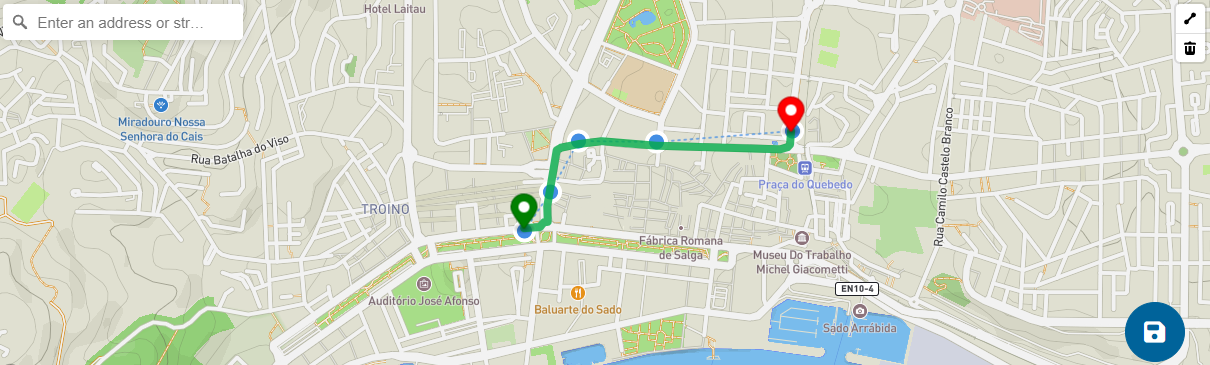 Hotel Laitau
Enter an address or str...
Miradouro Nossa
Senhora do Cais
Rua Batalha do Viso
Rua Camilo Castelo Branco
Praça do Quebedo
TROINO
Fábrica Romana
de Salga
Museu Do Trabalho
Michel Giacometti
EN10-4
Auditório José Afonso
Baluarte do Sado
Sado Arrábida